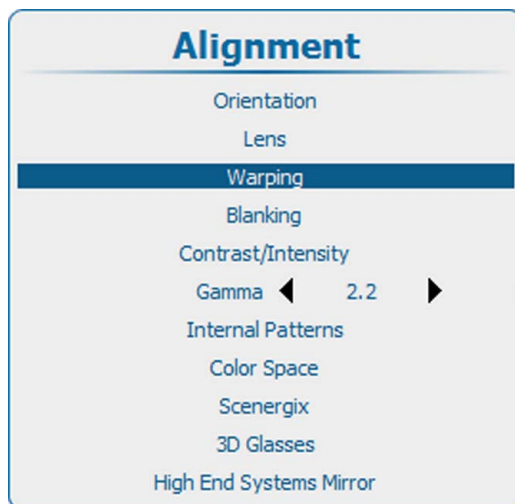 Alignment
Orientation
Lens
Warping
Blanking
Contrast/Intensity
Gamma 2.2
Internal Patterns
Color Space
Scenergix
3D Glasses
High End Systems Mirror